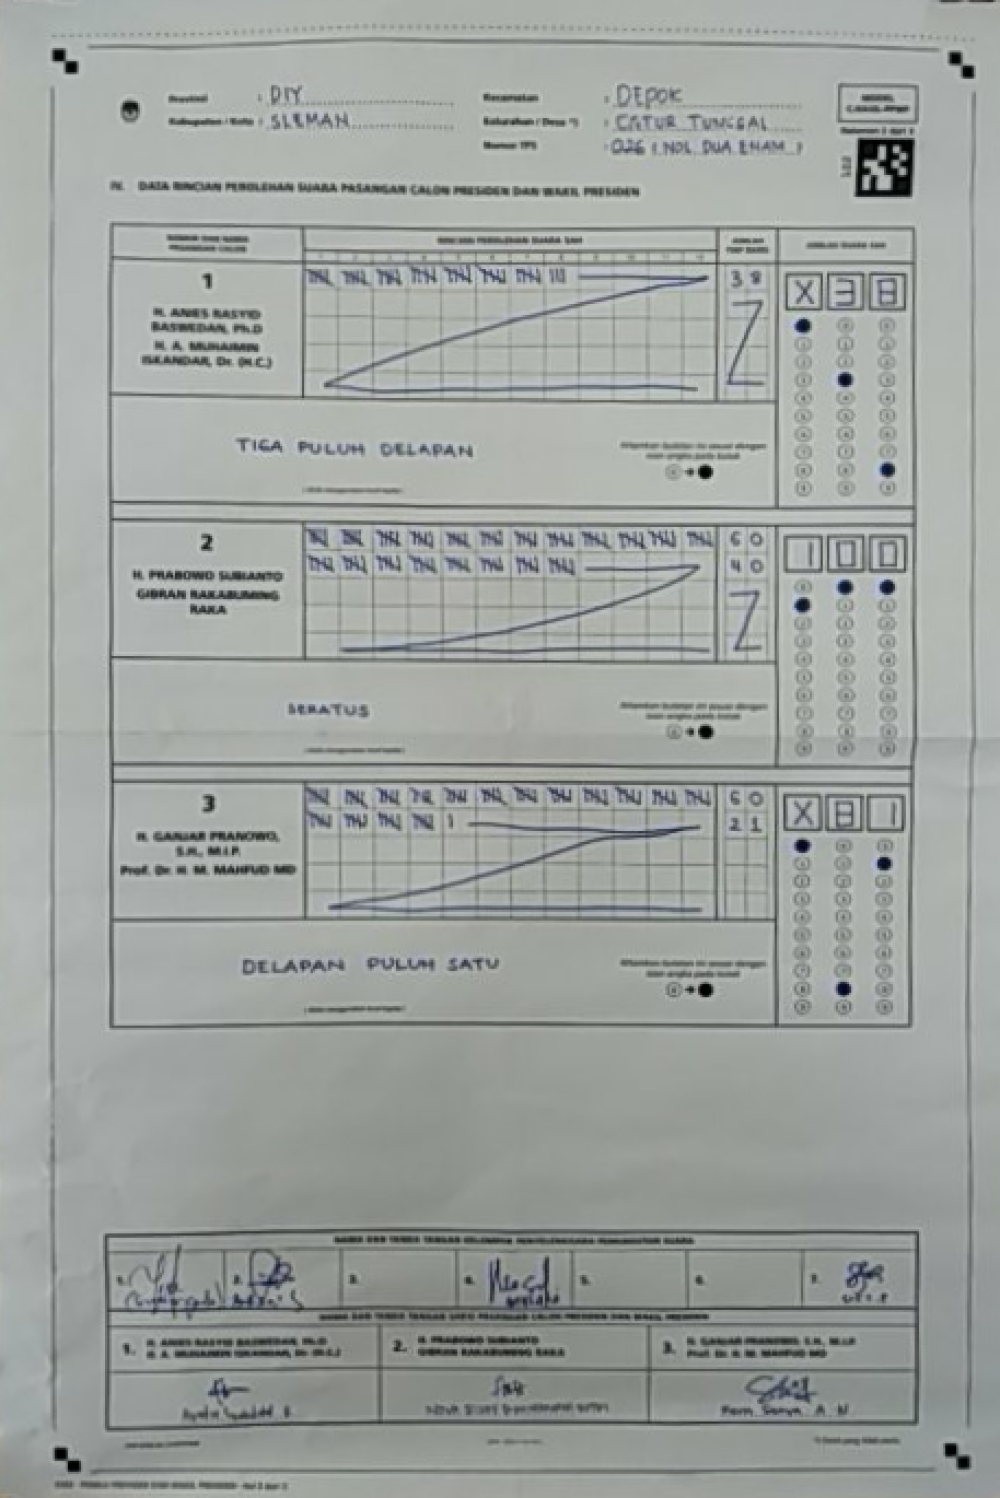 Provinsi : DIY
Kabupaten / Kota : SLEMAN
Kecamatan : DEPOK
Kelurahan / Desa *) : CATUR TUNGGAL
Nomor TPS : 026 ( NOL DUA ENAM )
MODEL
C.HASIL-PPWP
Halaman 2 dari 3
IV. DATA RINCIAN PEROLEHAN SUARA PASANGAN CALON PRESIDEN DAN WAKIL PRESIDEN
NOMOR DAN NAMA
PASANGAN CALON
RINCIAN PEROLEHAN SUARA SAH
JUMLAH
TIAP BARIS
JUMLAH SUARA SAH
1
H. ANIES RASYID
BASWEDAN, Ph.D
H. A. MUHAIMIN
ISKANDAR, Dr. (H.C.)
38
X 3 8
TIGA PULUH DELAPAN
2
H. PRABOWO SUBIANTO
GIBRAN RAKABUMING
RAKA
60
40
1 0 0
SERATUS
3
H. GANJAR PRANOWO,
S.H., M.I.P.
Prof. Dr. H. M. MAHFUD MD
60
21
X 8 1
DELAPAN PULUH SATU
NAMA DAN TANDA TANGAN KELOMPOK PENYELENGGARA PEMUNGUTAN SUARA
1. 2. 3. 4. 5. 6. 7.
NAMA DAN TANDA TANGAN SAKSI PASANGAN CALON PRESIDEN DAN WAKIL PRESIDEN
1. H. ANIES RASYID BASWEDAN, Ph.D
H. A. MUHAIMIN ISKANDAR, Dr. (H.C.)
2. H. PRABOWO SUBIANTO
GIBRAN RAKABUMING RAKA
3. H. GANJAR PRANOWO, S.H., M.I.P.
Prof. Dr. H. M. MAHFUD MD